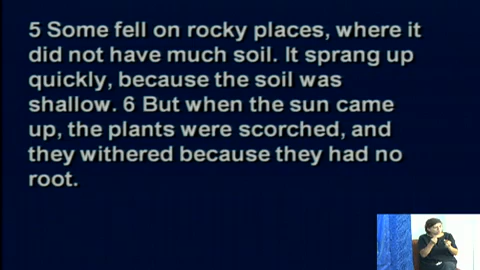 5 Some fell on rocky places, where it
did not have much soil. It sprang up
quickly, because the soil was
shallow. 6 But when the sun came
up, the plants were scorched, and
they withered because they had no
root.